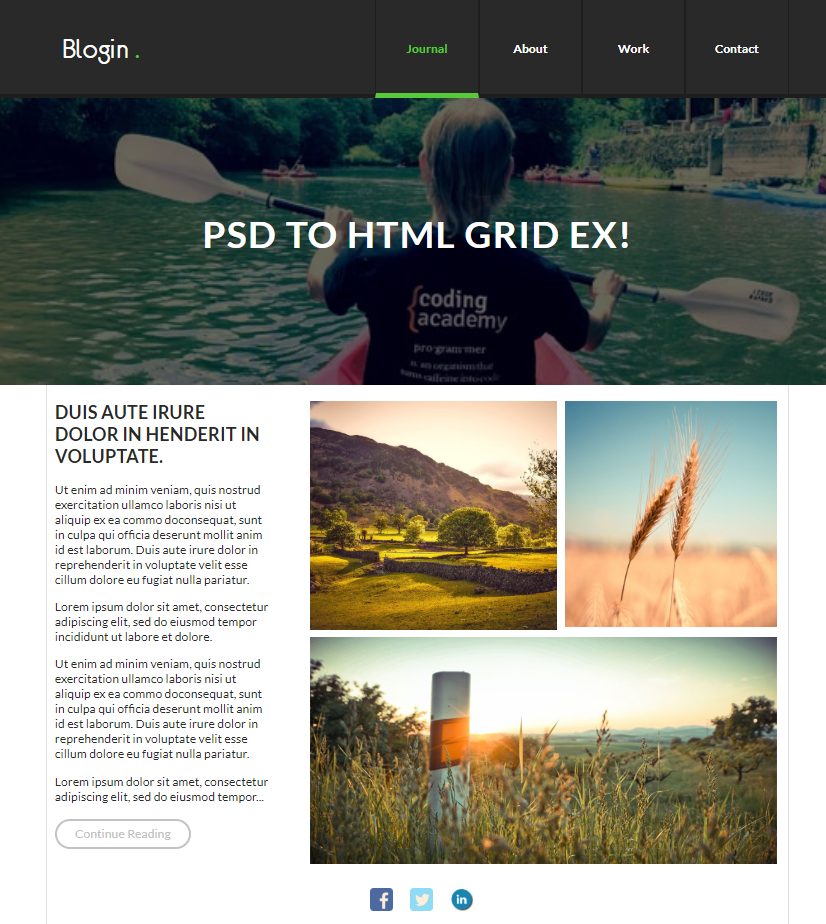 Blogin .
Journal
About
Work
Contact
PSD TO HTML GRID EX!
{coding
academy
pro·gram·mer
is. an organism that
DUIS AUTE IRURE
DOLOR IN HENDERIT IN
VOLUPTATE.
Ut enim ad minim veniam, quis nostrud
exercitation ullamco laboris nisi ut
aliquip ex ea commo doconsequat, sunt
in culpa qui officia deserunt mollit anim
id est laborum. Duis aute irure dolor in
reprehenderit in voluptate velit esse
cillum dolore eu fugiat nulla pariatur.
Lorem ipsum dolor sit amet, consectetur
adipiscing elit, sed do eiusmod tempor
incididunt ut labore et dolore.
Ut enim ad minim veniam, quis nostrud
exercitation ullamco laboris nisi ut
aliquip ex ea commo doconsequat, sunt
in culpa qui officia deserunt mollit anim
id est laborum. Duis aute irure dolor in
reprehenderit in voluptate velit esse
cillum dolore eu fugiat nulla pariatur.
Lorem ipsum dolor sit amet, consectetur
adipiscing elit, sed do eiusmod tempor...
Continue Reading
f
in